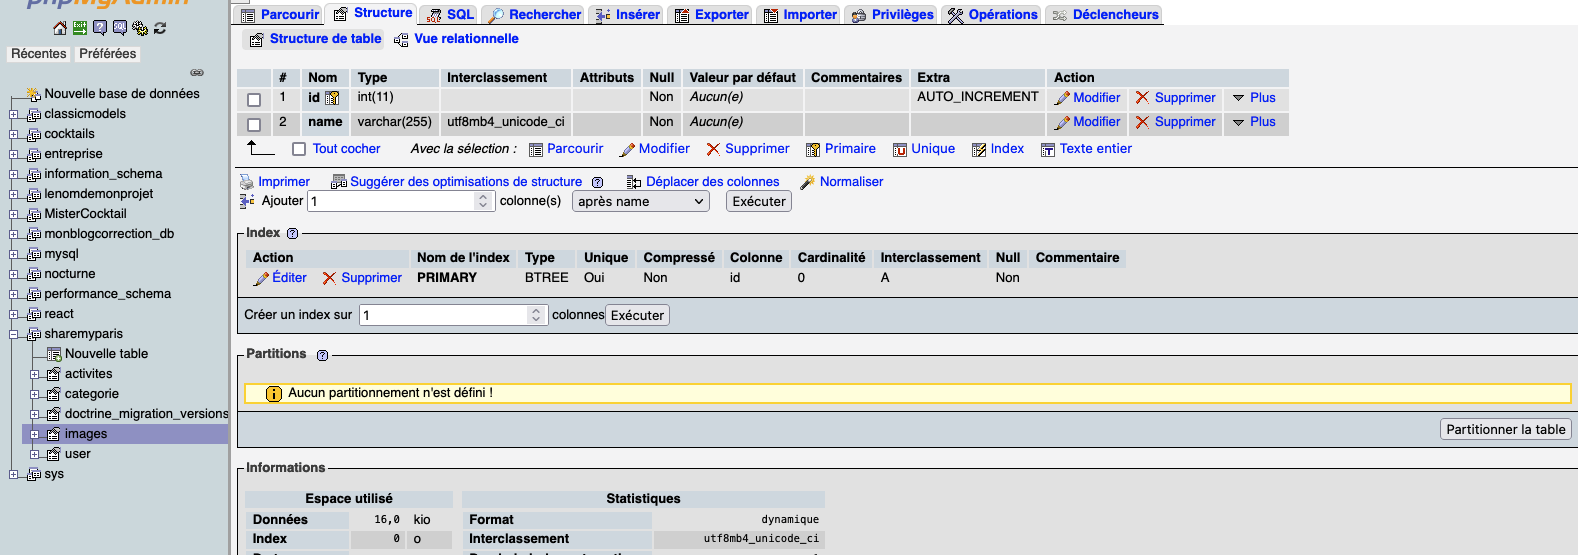 phpMyAdmin
Récentes Préférées
Nouvelle base de données
classicmodels
cocktails
entreprise
information_schema
lenomdemonprojet
MisterCocktail
monblogcorrection_db
mysql
nocturne
performance_schema
react
sharemyparis
Nouvelle table
activites
categorie
doctrine_migration_versions
images
user
sys
Parcourir Structure SQL Rechercher Insérer Exporter Importer Privilèges Opérations Déclencheurs
Structure de table Vue relationnelle
# Nom Type Interclassement Attributs Null Valeur par défaut Commentaires Extra Action
1 id int(11) Non Aucun(e) AUTO_INCREMENT Modifier Supprimer Plus
2 name varchar(255) utf8mb4_unicode_ci Non Aucun(e) Modifier Supprimer Plus
Tout cocher Avec la sélection : Parcourir Modifier Supprimer Primaire Unique Index Texte entier
Imprimer Suggérer des optimisations de structure Déplacer des colonnes Normaliser
Ajouter 1 colonne(s) après name Exécuter
Index
Action Nom de l'index Type Unique Compressé Colonne Cardinalité Interclassement Null Commentaire
Éditer Supprimer PRIMARY BTREE Oui Non id 0 A Non
Créer un index sur 1 colonnes Exécuter
Partitions
Aucun partitionnement n'est défini !
Partitionner la table
Informations
Espace utilisé
Données 16,0 kio
Index 0 o
Statistiques
Format dynamique
Interclassement utf8mb4_unicode_ci